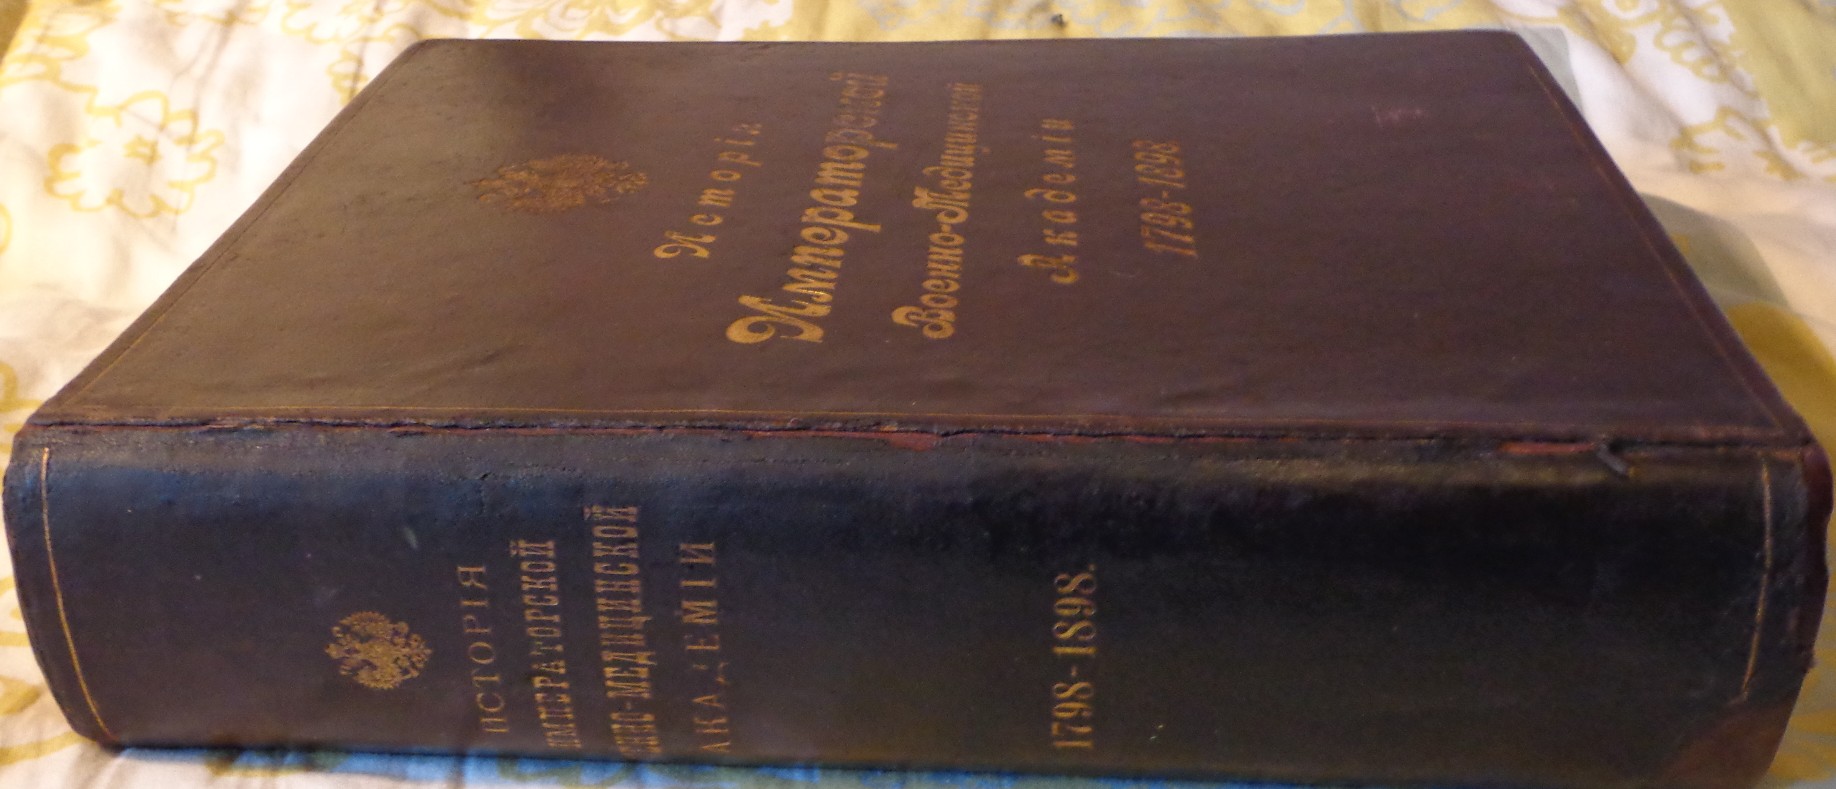 Исторія
Императорской
Военно-Медицинской
Академіи
1798-1898
ИСТОРІЯ
ИМПЕРАТОРСКОЙ
ВОЕННО-МЕДИЦИНСКОЙ
АКАДЕМІИ
1798-1898.